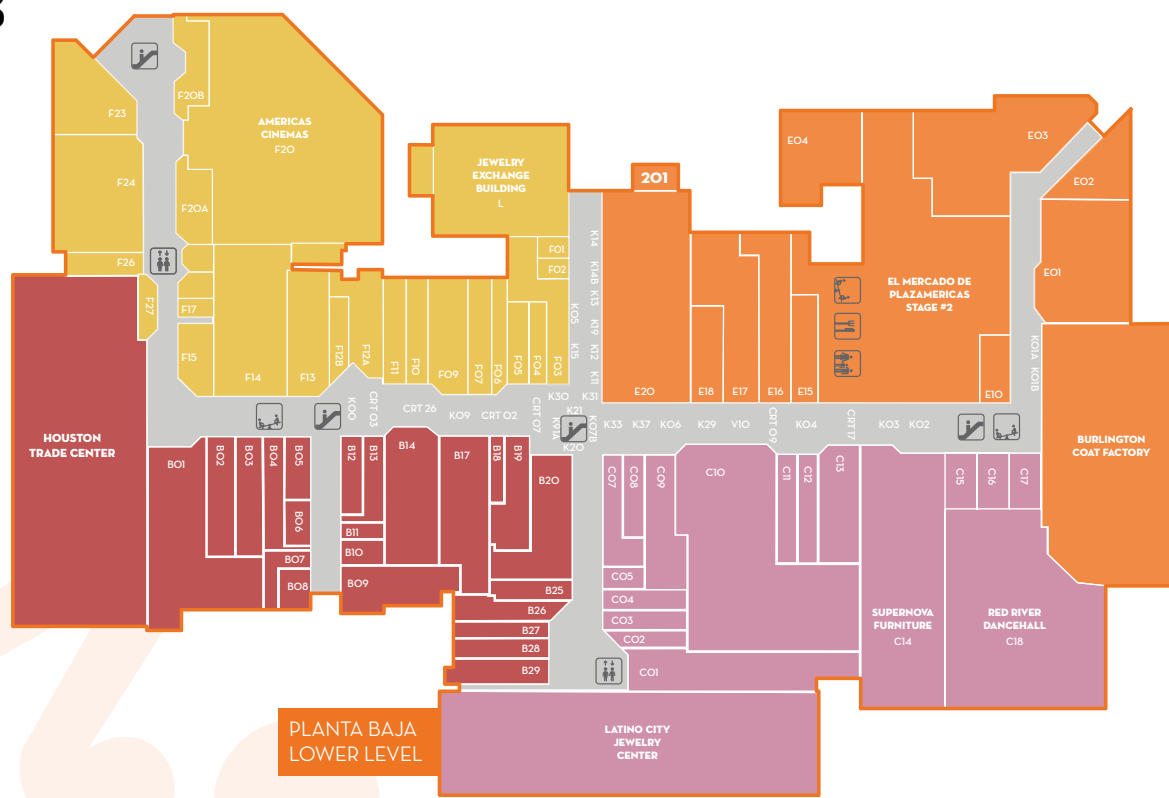 AMERICAS
CINEMAS
F20
F20B
F23
F24
F20A
F26
F27
F17
F15
F14
F13
F12B
F12A
F11
F10
F09
F07
F06
F05
F04
F03
F01
F02
JEWELRY
EXCHANGE
BUILDING
L
201
K14
K14B
K13
K05
K19
K15
K12
K11
E20
E18
E17
E16
E15
E04
E03
E02
E01
EL MERCADO DE
PLAZAMERICAS
STAGE #2
E10
K01A
K01B
HOUSTON
TRADE CENTER
K00
CRT 03
CRT 26
K09
CRT 02
CRT 07
K30
K31
K21
K91A
K07B
K20
K33
K37
K06
K29
V10
CRT 09
K04
CRT 17
K03
K02
BURLINGTON
COAT FACTORY
B01
B02
B03
B04
B05
B06
B07
B08
B12
B13
B11
B10
B09
B14
B17
B18
B19
B20
B25
B26
B27
B28
B29
C07
C08
C09
C10
C11
C12
C13
C15
C16
C17
C05
C04
C03
C02
C01
SUPERNOVA
FURNITURE
C14
RED RIVER
DANCEHALL
C18
PLANTA BAJA
LOWER LEVEL
LATINO CITY
JEWELRY
CENTER